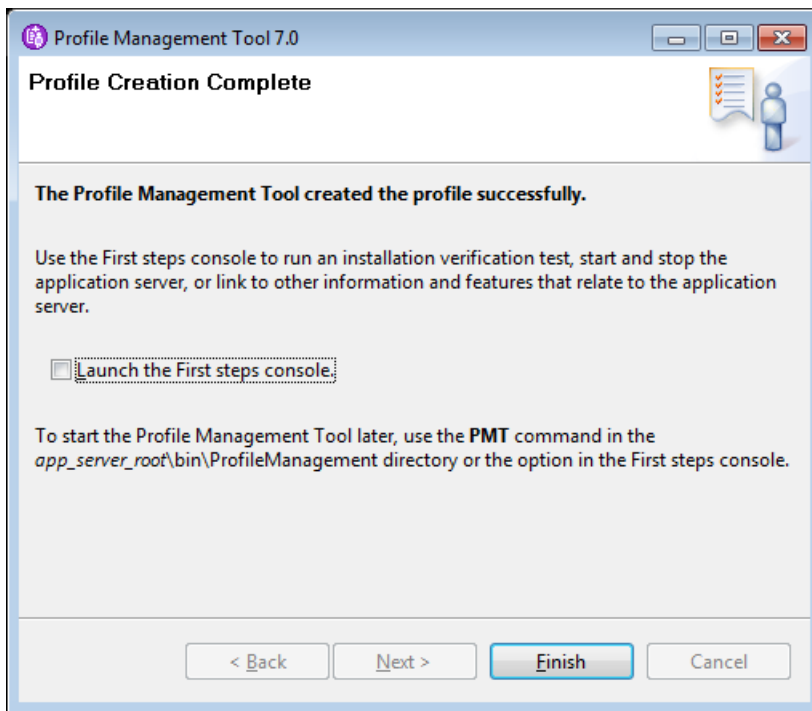 Profile Management Tool 7.0
Profile Creation Complete
The Profile Management Tool created the profile successfully.
Use the First steps console to run an installation verification test, start and stop the
application server, or link to other information and features that relate to the application
server.
Launch the First steps console.
To start the Profile Management Tool later, use the PMT command in the
app_server_root\bin\ProfileManagement directory or the option in the First steps console.
< Back Next > Finish Cancel